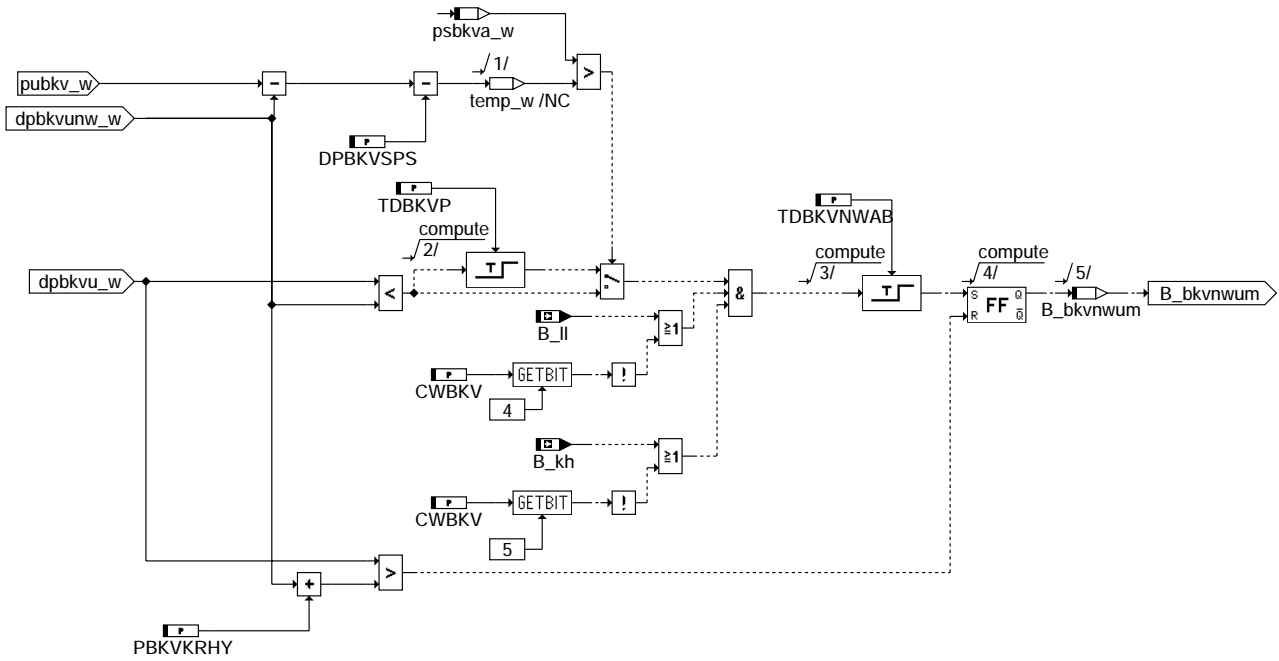 psbkva_w
1/
>
pubkv_w
-
-
temp_w /NC
dpbkvunw_w
P
DPBKVSPS
P
TDBKVP
P
TDBKVNWAB
compute
2/
T
compute
3/
T
compute
4/
5/
dpbkvu_w
<
&
S Q
FF
R Q
B_bkvnwum
B_bkvnwum
B_ll
≥1
P
CWBKV
GETBIT
!
4
B_kh
≥1
P
CWBKV
GETBIT
!
5
>
+
P
PBKVKRHY